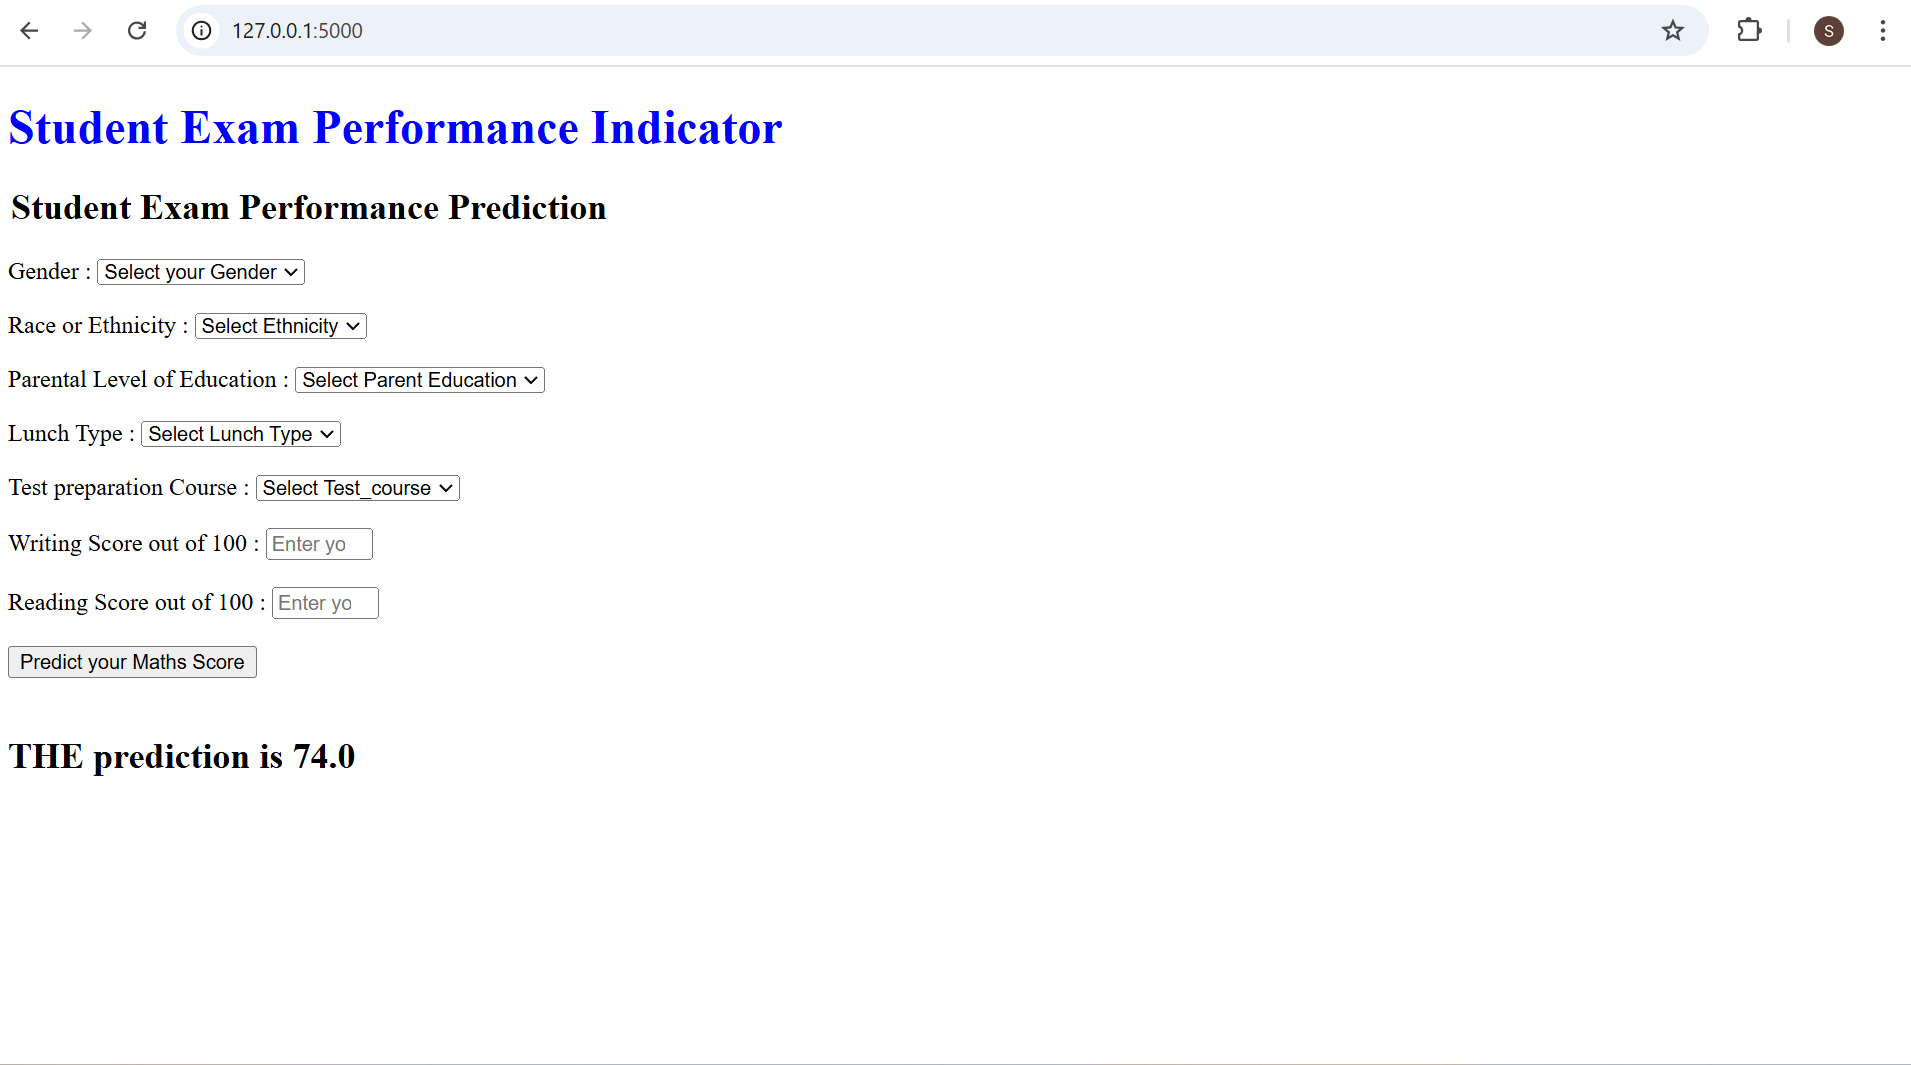 127.0.0.1:5000
S
Student Exam Performance Indicator
Student Exam Performance Prediction
Gender : Select your Gender
Race or Ethnicity : Select Ethnicity
Parental Level of Education : Select Parent Education
Lunch Type : Select Lunch Type
Test preparation Course : Select Test_course
Writing Score out of 100 : Enter yo
Reading Score out of 100 : Enter yo
Predict your Maths Score
THE prediction is 74.0